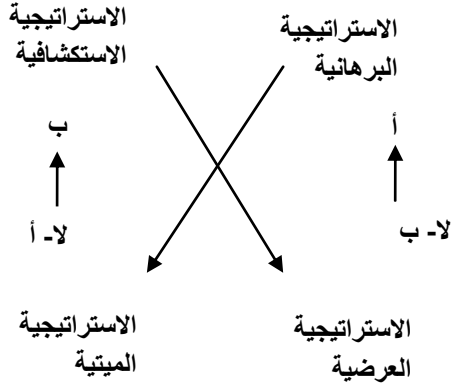 الاستراتيجية
البرهانية
الاستراتيجية
الاستكشافية
أ
ب
لا- ب
لا- أ
الاستراتيجية
العرضية
الاستراتيجية
الميتية